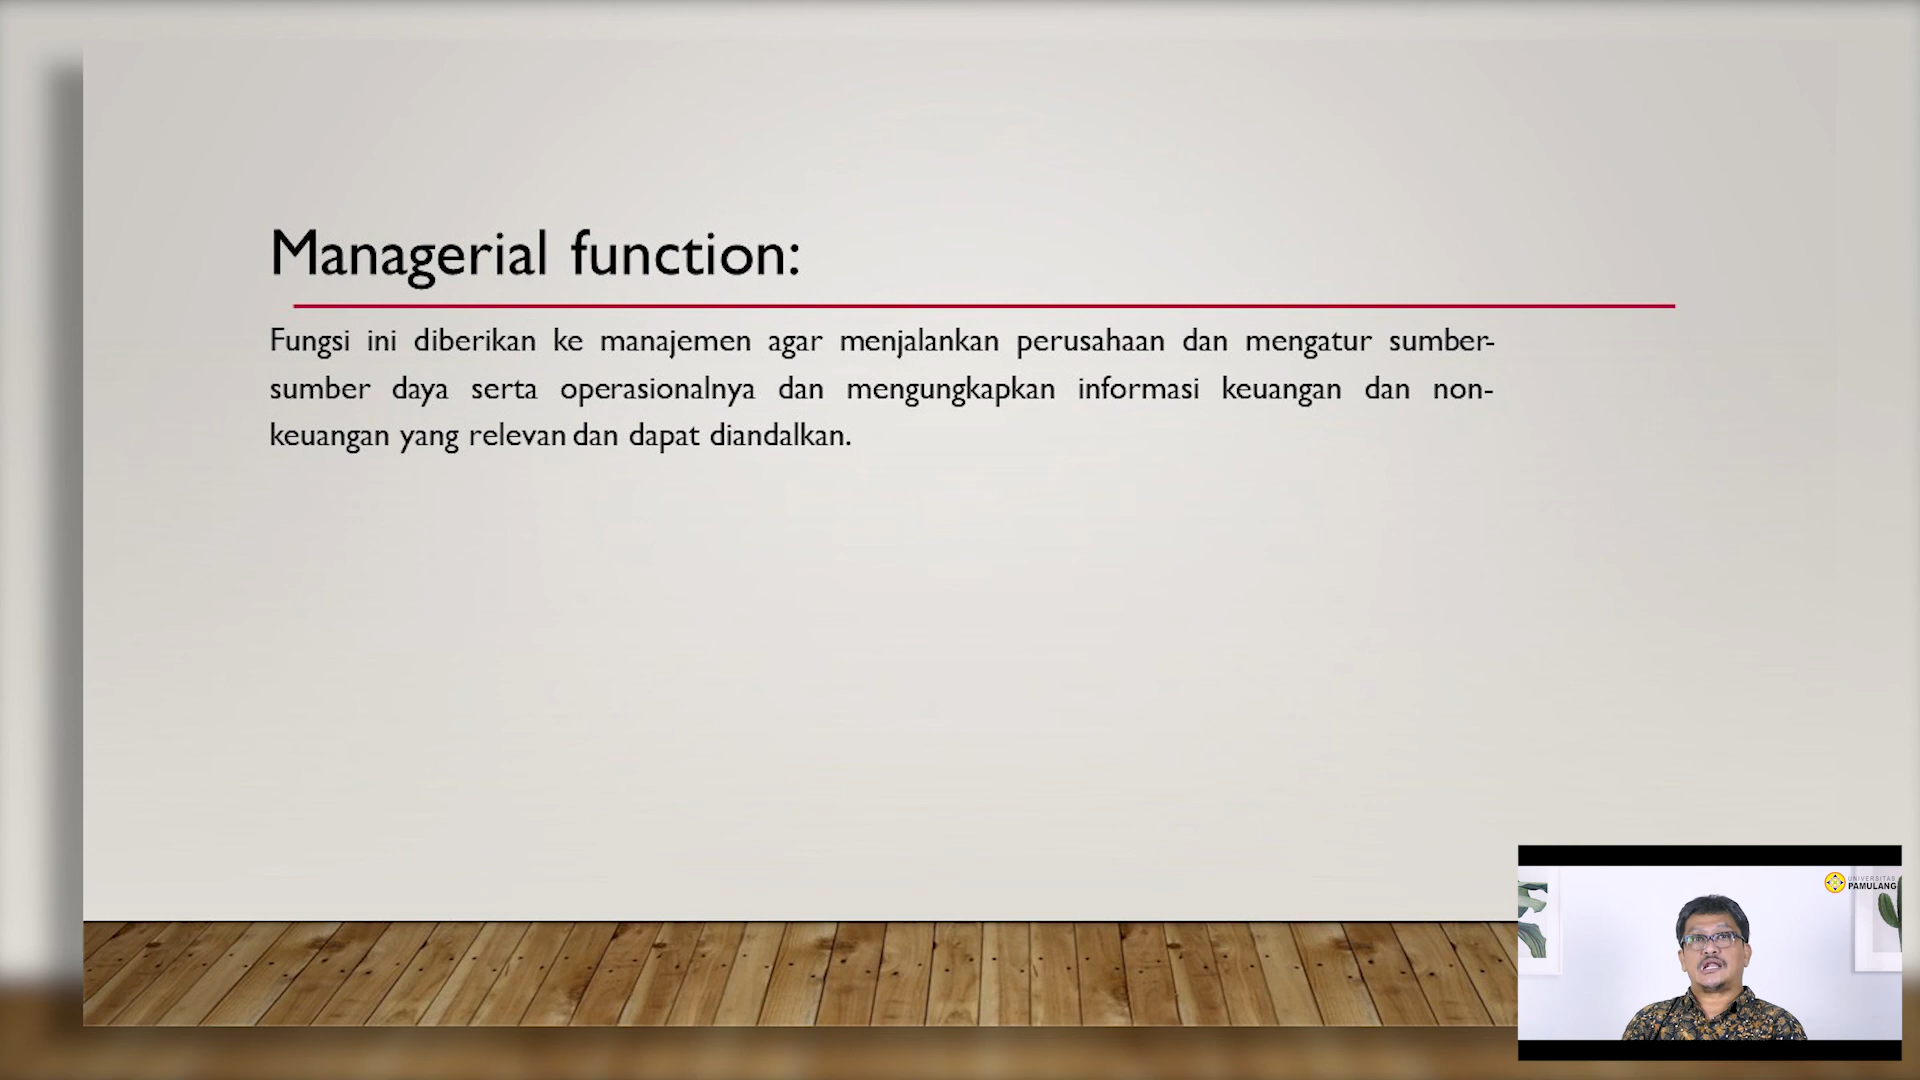 Managerial function:
Fungsi ini diberikan ke manajemen agar menjalankan perusahaan dan mengatur sumber-
sumber daya serta operasionalnya dan mengungkapkan informasi keuangan dan non-
keuangan yang relevan dan dapat diandalkan.
UNIVERSITAS
PAMULANG